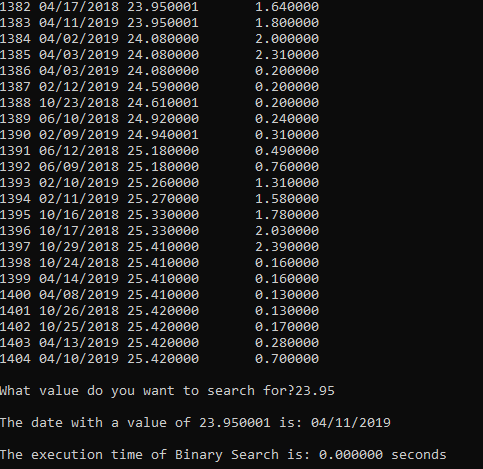 1382 04/17/2018 23.950001 1.640000
1383 04/11/2019 23.950001 1.800000
1384 04/02/2019 24.080000 2.000000
1385 04/03/2019 24.080000 2.310000
1386 04/03/2019 24.080000 0.200000
1387 02/12/2019 24.590000 0.200000
1388 10/23/2018 24.610001 0.200000
1389 06/10/2018 24.920000 0.240000
1390 02/09/2019 24.940001 0.310000
1391 06/12/2018 25.180000 0.490000
1392 06/09/2018 25.180000 0.760000
1393 02/10/2019 25.260000 1.310000
1394 02/11/2019 25.270000 1.580000
1395 10/16/2018 25.330000 1.780000
1396 10/17/2018 25.330000 2.030000
1397 10/29/2018 25.410000 2.390000
1398 10/24/2018 25.410000 0.160000
1399 04/14/2019 25.410000 0.160000
1400 04/08/2019 25.410000 0.130000
1401 10/26/2018 25.420000 0.130000
1402 10/25/2018 25.420000 0.170000
1403 04/13/2019 25.420000 0.280000
1404 04/10/2019 25.420000 0.700000
What value do you want to search for?23.95
The date with a value of 23.950001 is: 04/11/2019
The execution time of Binary Search is: 0.000000 seconds